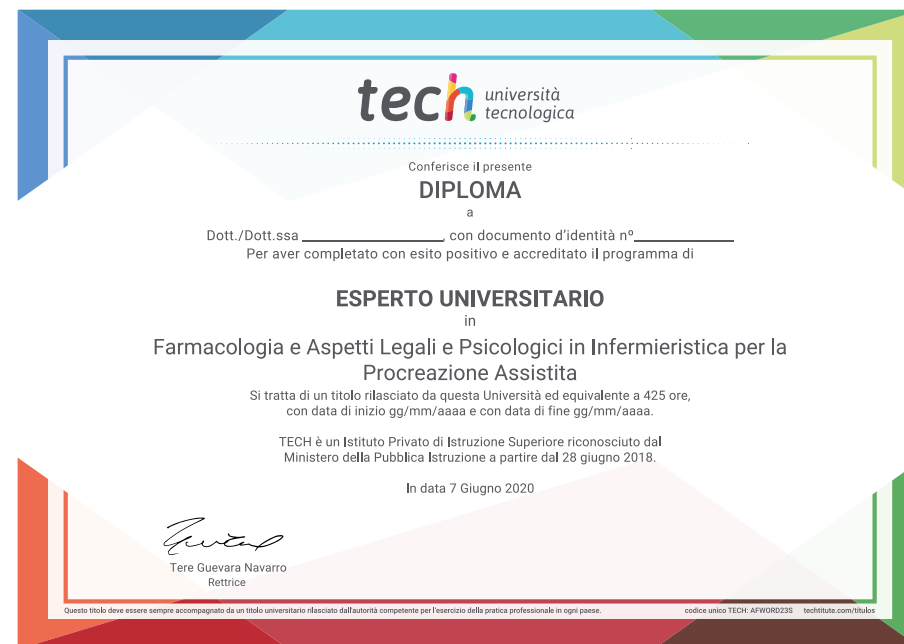 tech università
tecnologica
Conferisce il presente
DIPLOMA
a
Dott./Dott.ssa ____________________, con documento d'identità nº______________
Per aver completato con esito positivo e accreditato il programma di
ESPERTO UNIVERSITARIO
in
Farmacologia e Aspetti Legali e Psicologici in Infermieristica per la
Procreazione Assistita
Si tratta di un titolo rilasciato da questa Università ed equivalente a 425 ore,
con data di inizio gg/mm/aaaa e con data di fine gg/mm/aaaa.
TECH è un Istituto Privato di Istruzione Superiore riconosciuto dal
Ministero della Pubblica Istruzione a partire dal 28 giugno 2018.
In data 7 Giugno 2020
Tere Guevara Navarro
Rettrice
Questo titolo deve essere sempre accompagnato da un titolo universitario rilasciato dall'autorità competente per l'esercizio della pratica professionale in ogni paese. codice unico TECH: AFWORD23S techtitute.com/titulos